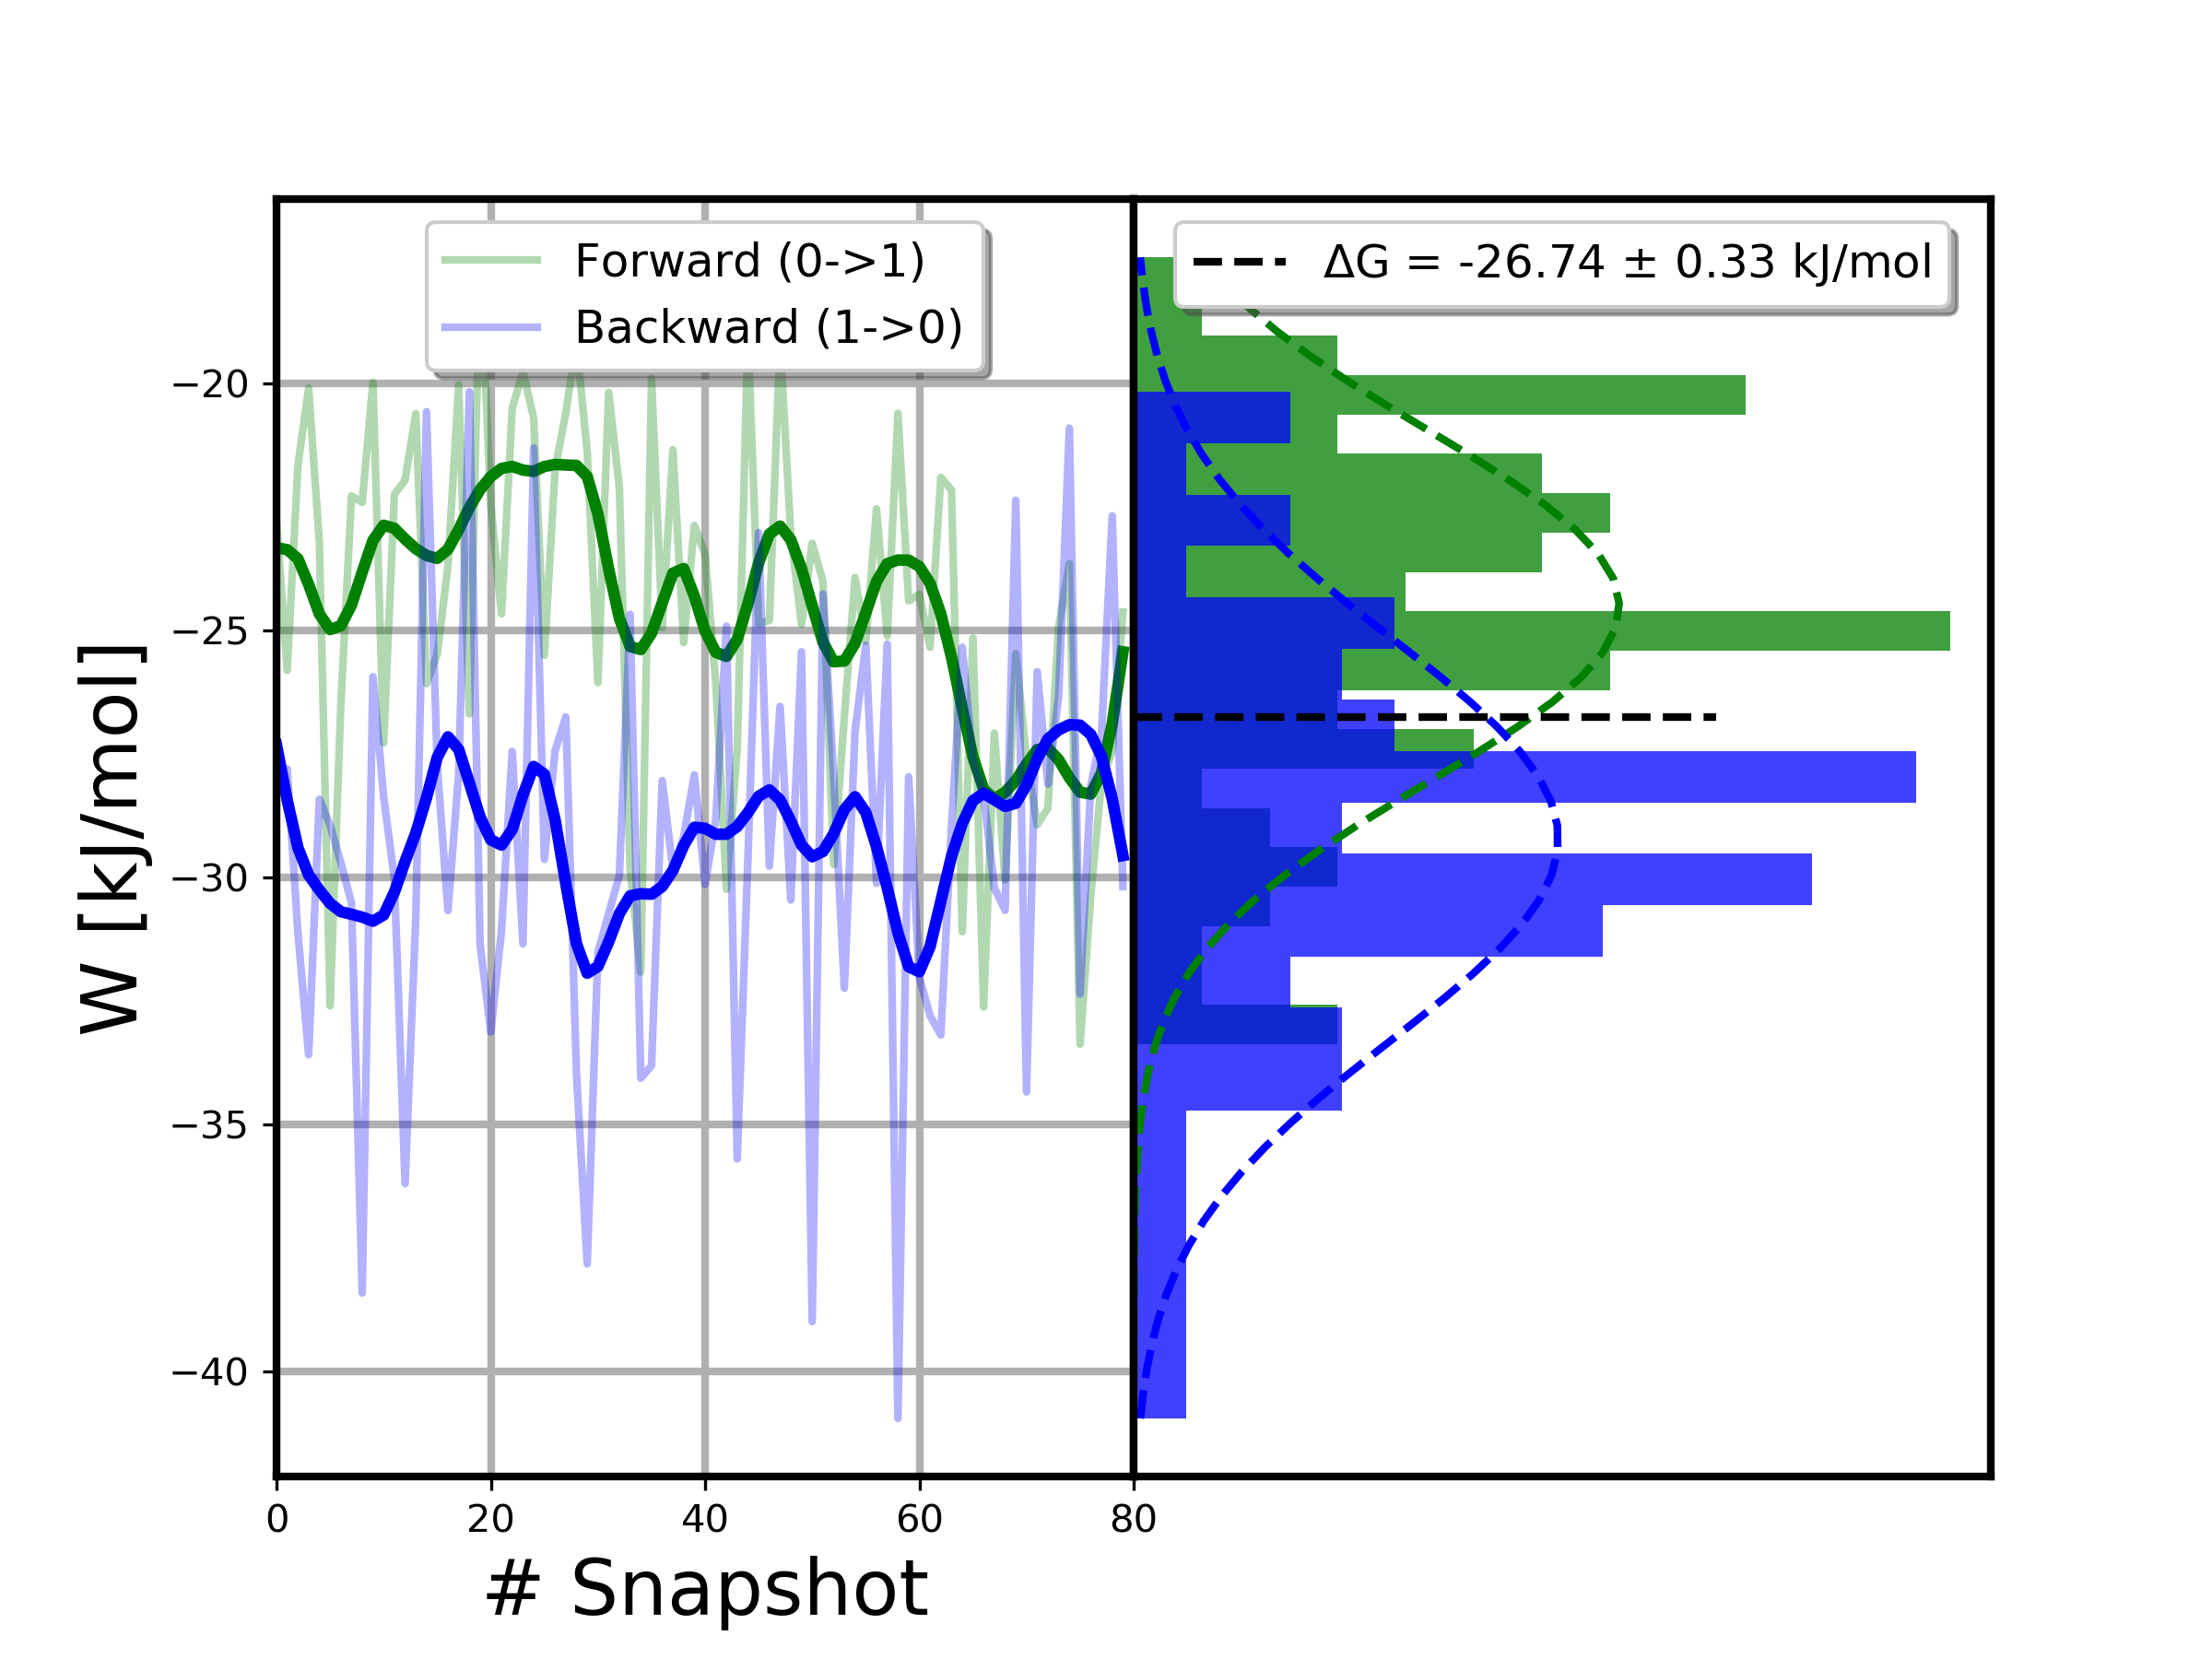 Forward (0->1)
Backward (1->0)
ΔG = -26.74 ± 0.33 kJ/mol
W [kJ/mol]
−20
−25
−30
−35
−40
0 20 40 60 80
# Snapshot